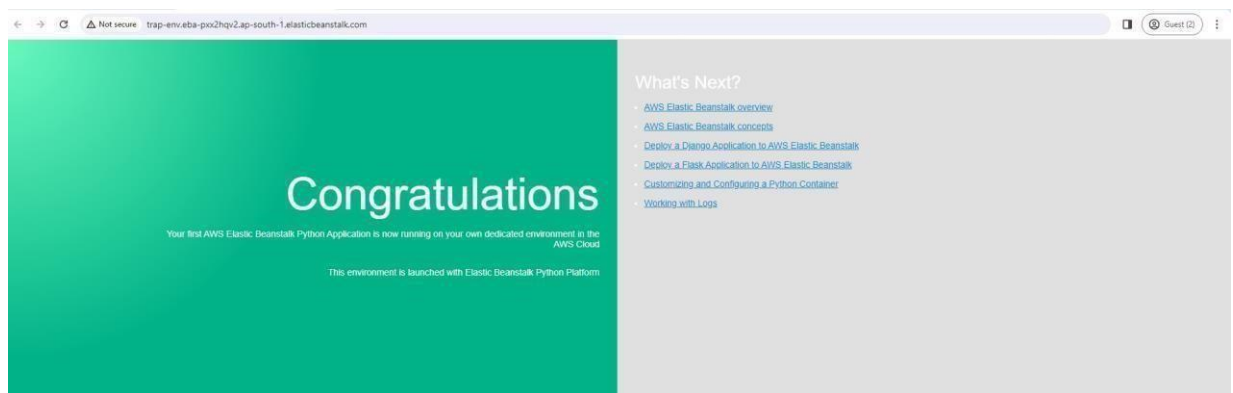 Not secure
trap-env.eba-pxx2hqv2.ap-south-1.elasticbeanstalk.com
Guest (2)
Congratulations
Your first AWS Elastic Beanstalk Python Application is now running on your own dedicated environment in the
AWS Cloud
This environment is launched with Elastic Beanstalk Python Platform
What's Next?
AWS Elastic Beanstalk overview
AWS Elastic Beanstalk concepts
Deploy a Django Application to AWS Elastic Beanstalk
Deploy a Flask Application to AWS Elastic Beanstalk
Customizing and Configuring a Python Container
Working with Logs